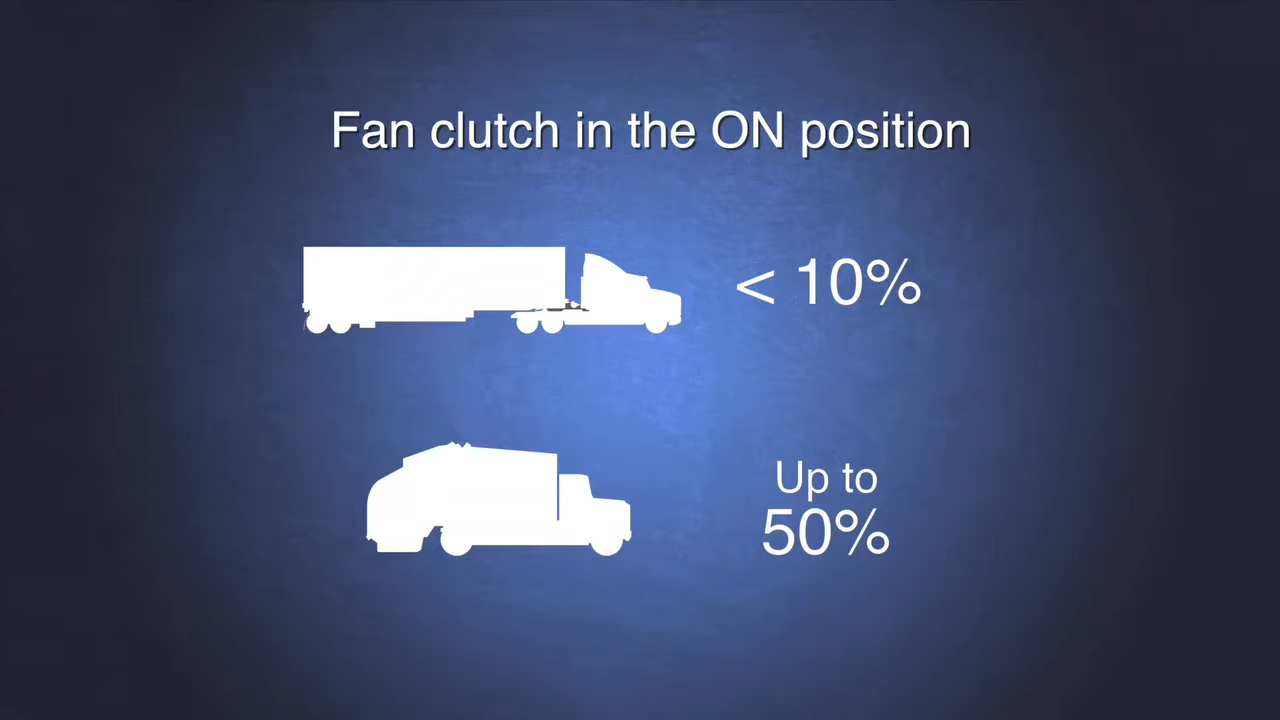 Fan clutch in the ON position
< 10%
Up to
50%